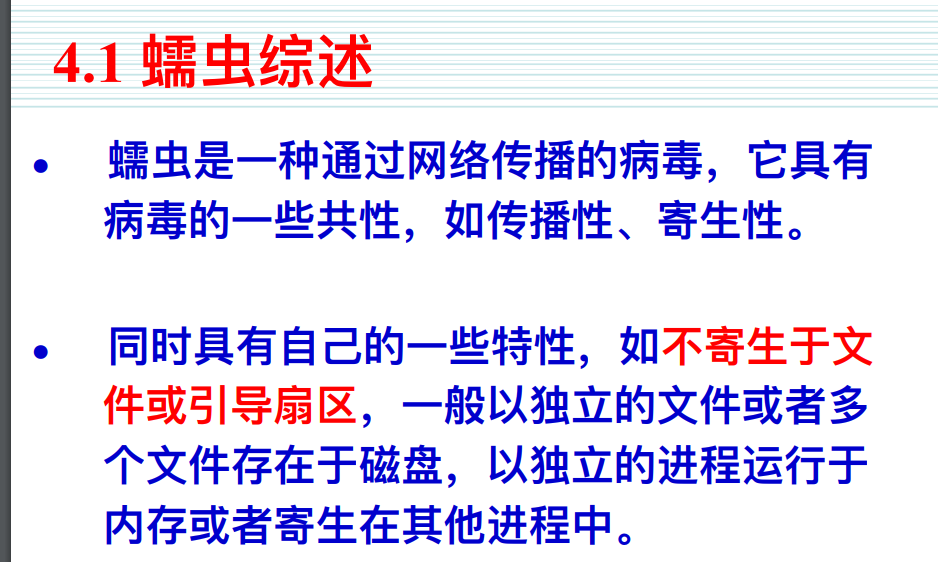 4.1 蠕虫综述
• 蠕虫是一种通过网络传播的病毒，它具有
病毒的一些共性，如传播性、寄生性。
• 同时具有自己的一些特性，如不寄生于文
件或引导扇区，一般以独立的文件或者多
个文件存在于磁盘，以独立的进程运行于
内存或者寄生在其他进程中。